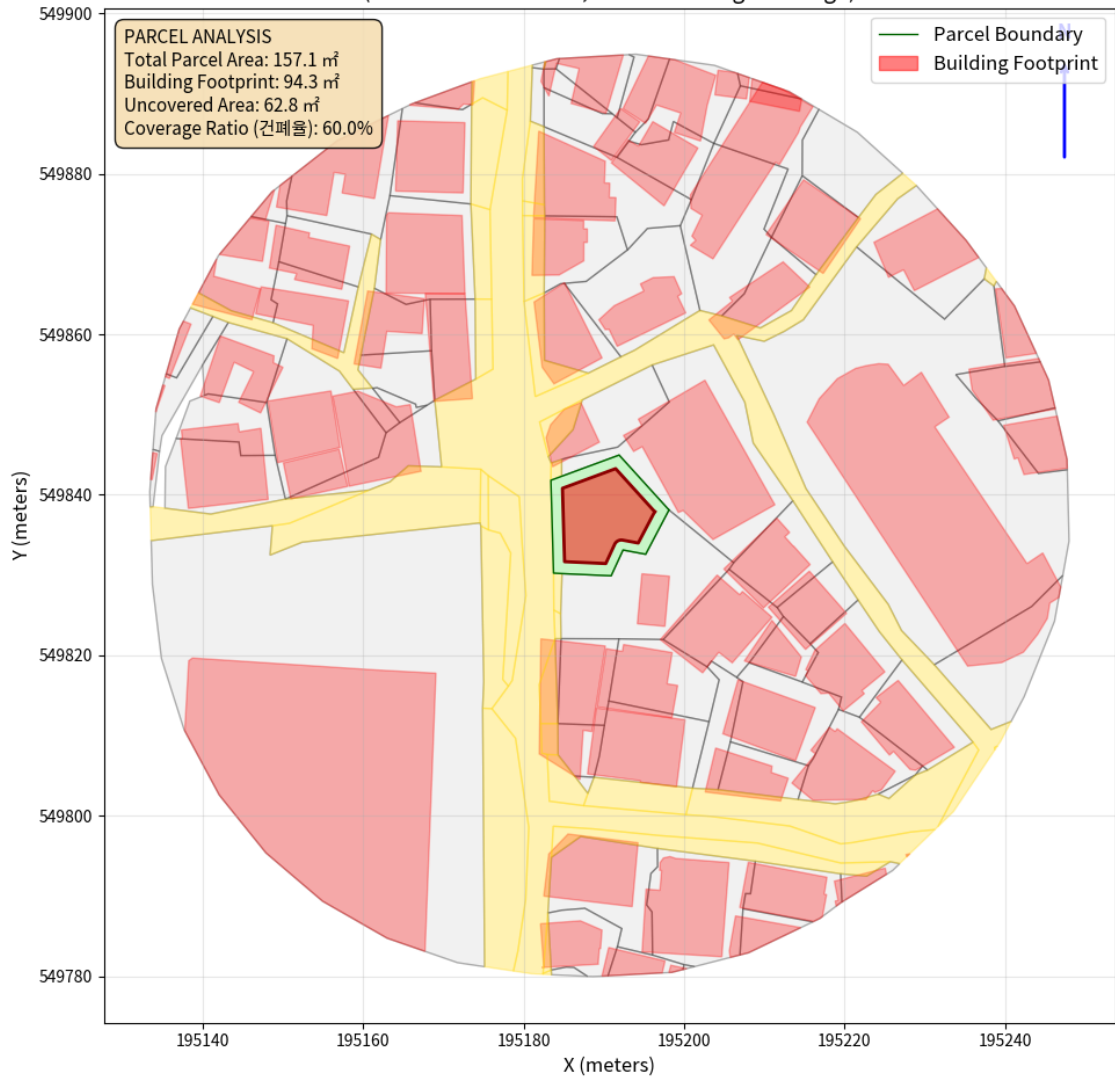 PARCEL ANALYSIS
Total Parcel Area: 157.1 ㎡
Building Footprint: 94.3 ㎡
Uncovered Area: 62.8 ㎡
Coverage Ratio (건폐율): 60.0%
Parcel Boundary
Building Footprint
N
549900
549880
549860
549840
549820
549800
549780
Y (meters)
195140
195160
195180
195200
195220
195240
X (meters)